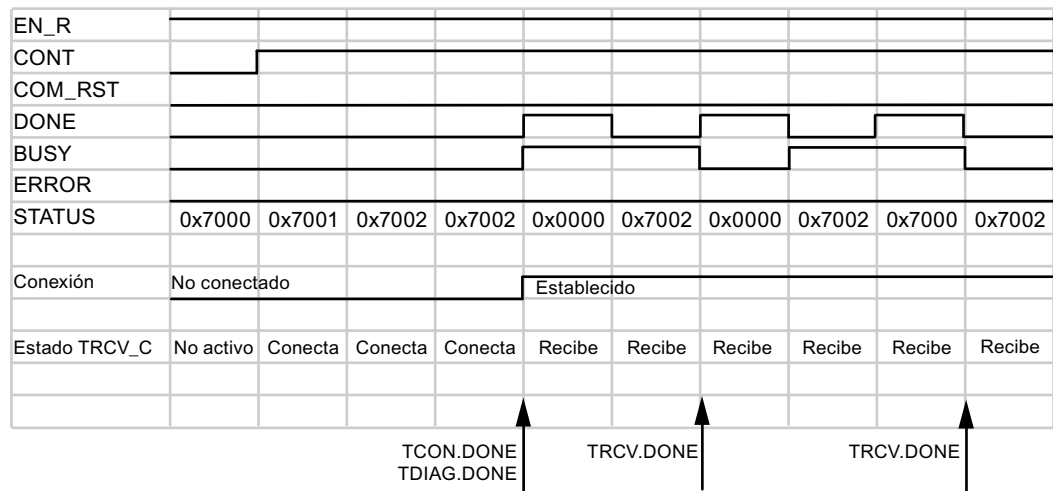 EN_R
CONT
COM_RST
DONE
BUSY
ERROR
STATUS 0x7000 0x7001 0x7002 0x7002 0x0000 0x7002 0x0000 0x7002 0x7000 0x7002
Conexión No conectado Establecido
Estado TRCV_C No activo Conecta Conecta Conecta Recibe Recibe Recibe Recibe Recibe Recibe
TCON.DONE TRCV.DONE TRCV.DONE
TDIAG.DONE